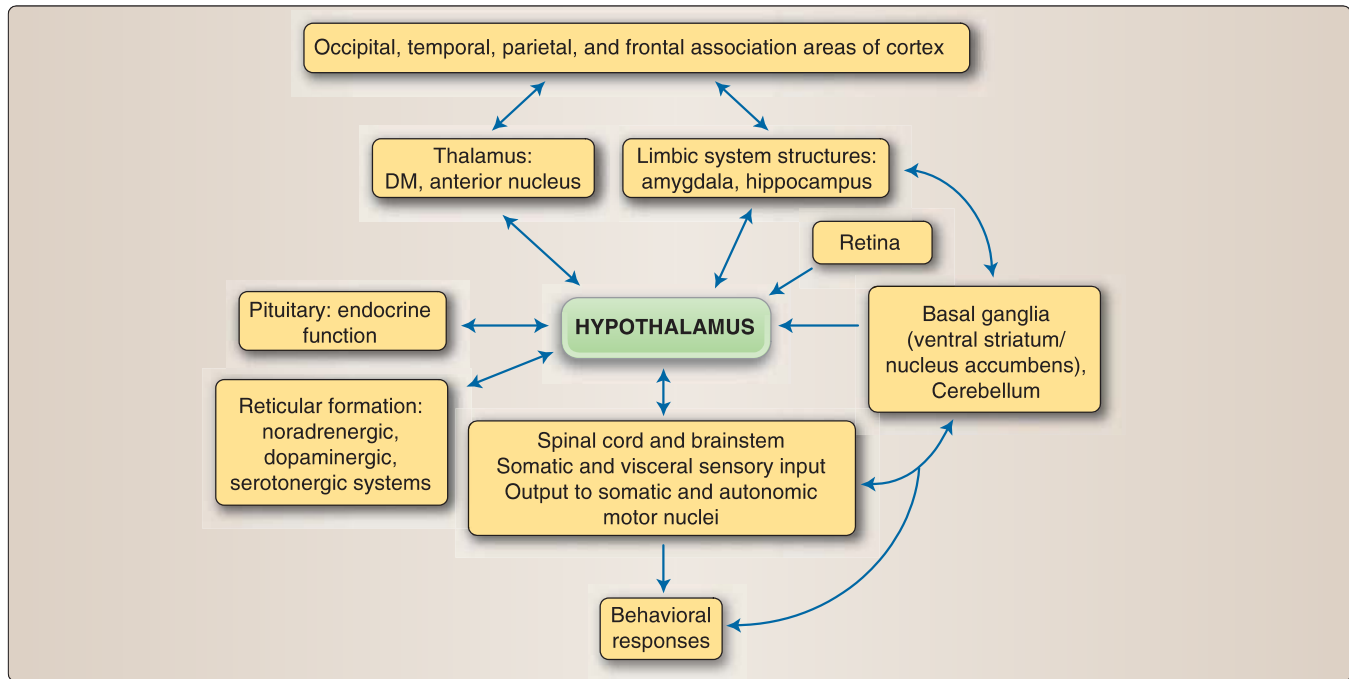 Occipital, temporal, parietal, and frontal association areas of cortex
Thalamus:
DM, anterior nucleus
Limbic system structures:
amygdala, hippocampus
Retina
Pituitary: endocrine
function
HYPOTHALAMUS
Basal ganglia
(ventral striatum/
nucleus accumbens),
Cerebellum
Reticular formation:
noradrenergic,
dopaminergic,
serotonergic systems
Spinal cord and brainstem
Somatic and visceral sensory input
Output to somatic and autonomic
motor nuclei
Behavioral
responses